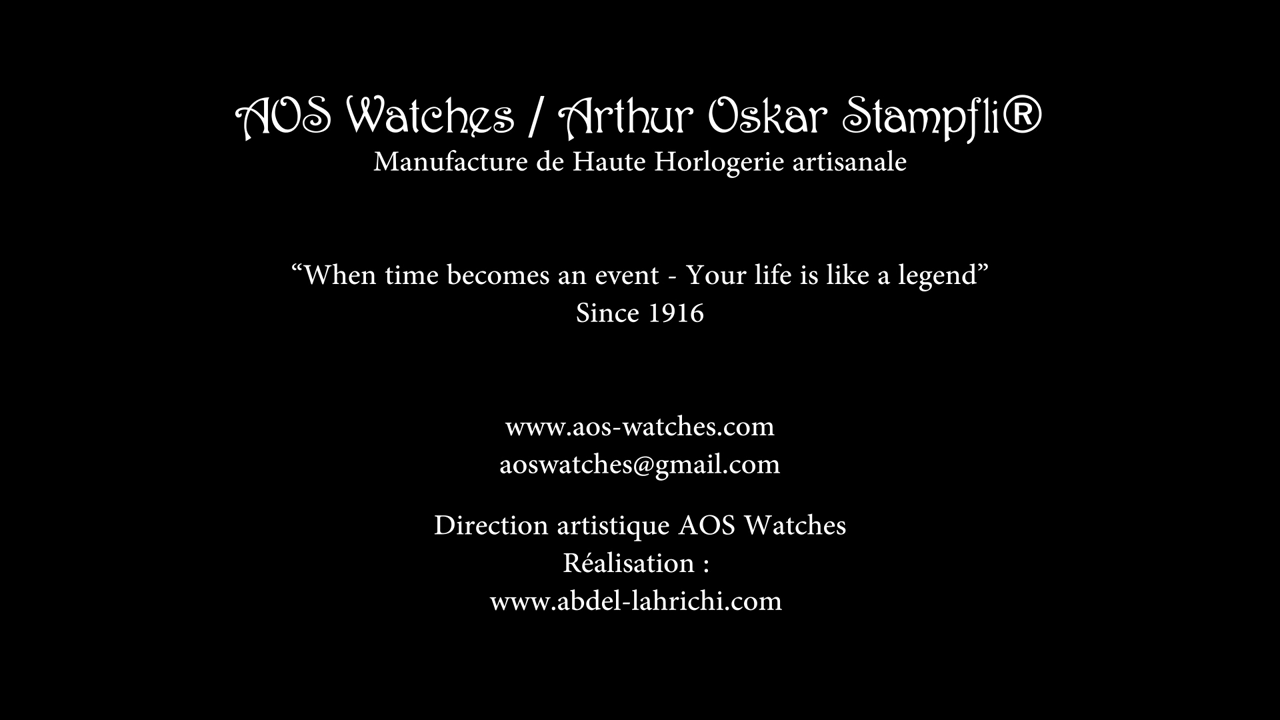 AOS Watches / Arthur Oskar Stampfli®
Manufacture de Haute Horlogerie artisanale
“When time becomes an event - Your life is like a legend”
Since 1916
www.aos-watches.com
aoswatches@gmail.com
Direction artistique AOS Watches
Réalisation :
www.abdel-lahrichi.com